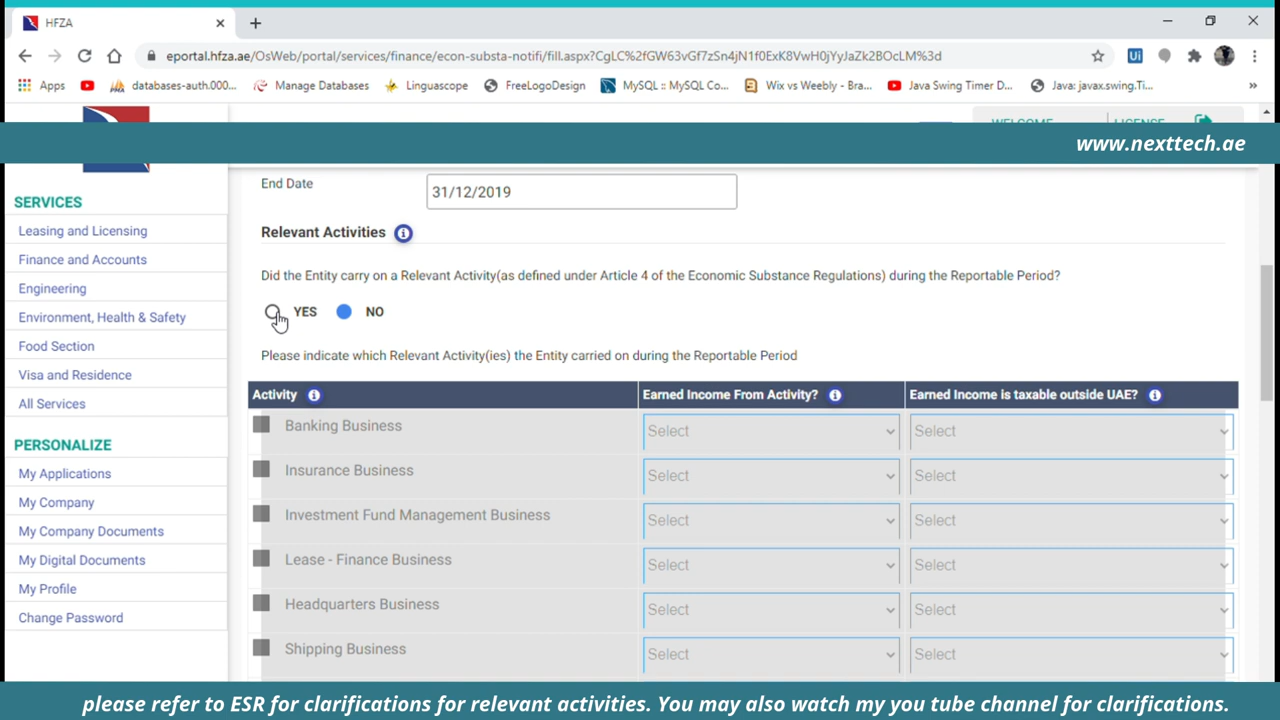 HFZA
eportal.hfza.ae/OsWeb/portal/services/finance/econ-substa-notifi/fill.aspx?CgLC%2fGW63vGf7zSn4jN1f0ExK8VwH0jYyJaZk2BOcLM%3d
Apps
databases-auth.000...
Manage Databases
Linguascope
FreeLogoDesign
MySQL :: MySQL Co...
Wix vs Weebly - Bra...
Java Swing Timer D...
Java: javax.swing.Ti...
WELCOME
LICENSE
www.nexttech.ae
SERVICES
Leasing and Licensing
Finance and Accounts
Engineering
Environment, Health & Safety
Food Section
Visa and Residence
All Services
PERSONALIZE
My Applications
My Company
My Company Documents
My Digital Documents
My Profile
Change Password
End Date
31/12/2019
Relevant Activities
Did the Entity carry on a Relevant Activity(as defined under Article 4 of the Economic Substance Regulations) during the Reportable Period?
YES NO
Please indicate which Relevant Activity(ies) the Entity carried on during the Reportable Period
Activity Earned Income From Activity? Earned Income is taxable outside UAE?
Banking Business Select Select
Insurance Business Select Select
Investment Fund Management Business Select Select
Lease - Finance Business Select Select
Headquarters Business Select Select
Shipping Business Select Select
please refer to ESR for clarifications for relevant activities. You may also watch my you tube channel for clarifications.